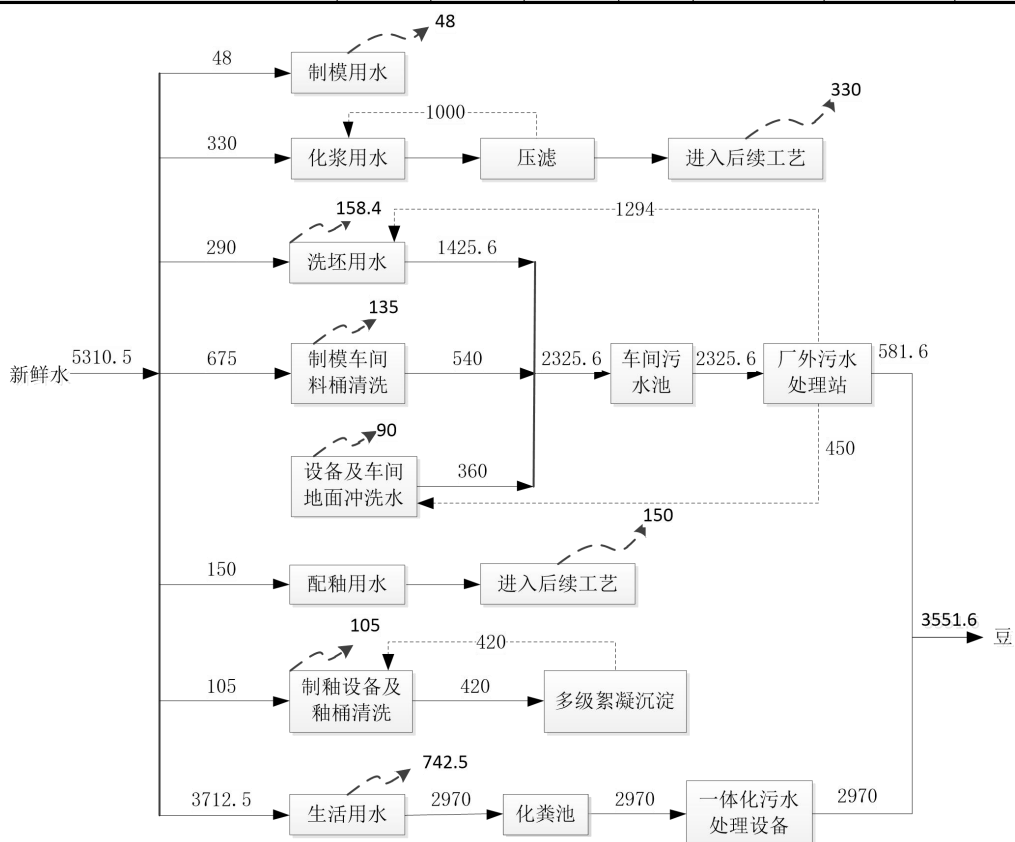 48
48
制模用水
330
1000
330
化浆用水
压滤
进入后续工艺
158.4
1294
290
洗坯用水
1425.6
135
新鲜水
5310.5
675
制模车间
料桶清洗
540
2325.6
车间污
水池
2325.6
厂外污水
处理站
581.6
90
设备及车间
地面冲洗水
360
450
150
150
配釉用水
进入后续工艺
3551.6
豆
105
420
105
制釉设备及
釉桶清洗
420
多级絮凝沉淀
742.5
3712.5
生活用水
2970
化粪池
2970
一体化污水
处理设备
2970